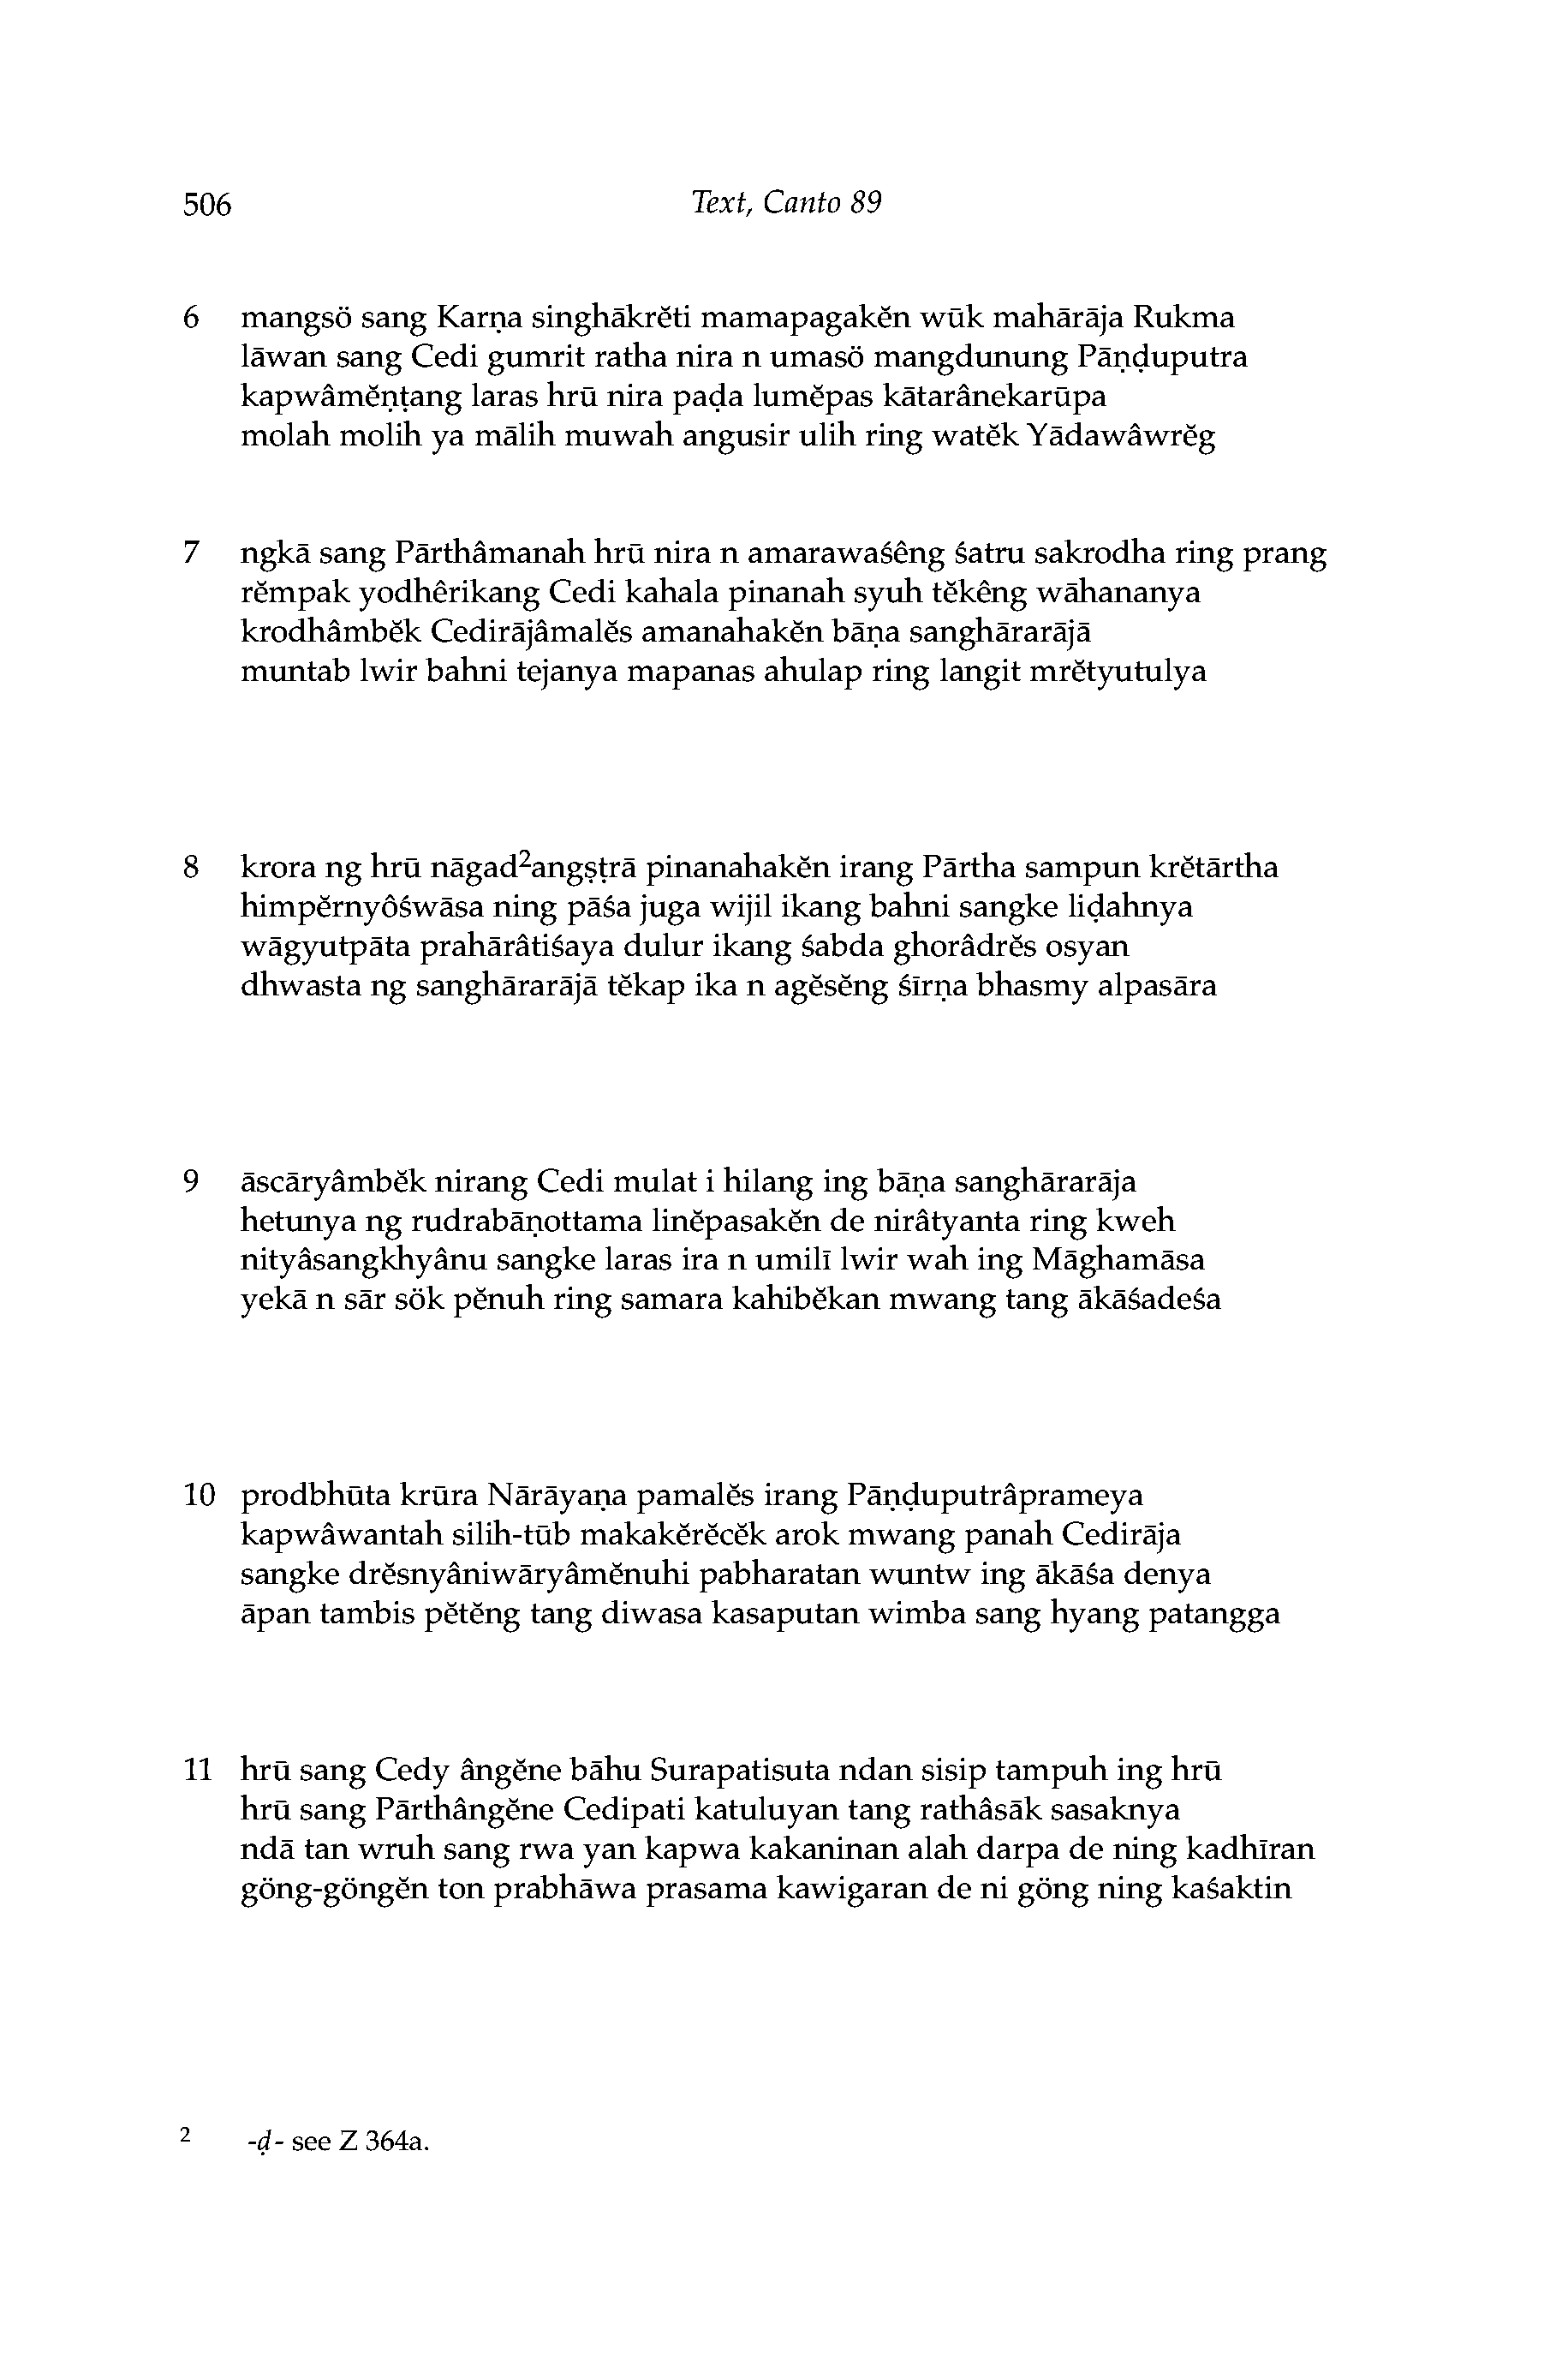 506 Text, Canto 89
6 mangsö sang Karṇa singhākrĕti mamapagakĕn wūk mahārāja Rukma
lāwan sang Cedi gumrit ratha nira n umasö mangdunung Pāṇḍuputra
kapwâmĕṇṭang laras hrū nira paḍa lumĕpas kātarânekarūpa
molah molih ya mālih muwah angusir ulih ring watĕk Yādawâwrĕg
7 ngkā sang Pārthâmanah hrū nira n amarawaśêng śatru sakrodha ring prang
rĕmpak yodhêrikang Cedi kahala pinanah syuh tĕkêng wāhananya
krodhâmbĕk Cedirājâmalĕs amanahakĕn bāṇa sanghārarājā
muntab lwir bahni tejanya mapanas ahulap ring langit mrĕtyutulya
8 krora ng hrū nāgad²angṣṭrā pinanahakĕn irang Pārtha sampun krĕtārtha
himpĕrnyôśwāsa ning pāśa juga wijil ikang bahni sangke liḍahnya
wāgyutpāta prahārâtiśaya dulur ikang śabda ghorâdrĕs osyan
dhwasta ng sanghārarājā tĕkap ika n agĕsĕng śīrṇa bhasmy alpasāra
9 āscāryâmbĕk nirang Cedi mulat i hilang ing bāṇa sanghārarāja
hetunya ng rudrabāṇottama linĕpasakĕn de nirâtyanta ring kweh
nityâsangkhyânu sangke laras ira n umilī lwir wah ing Māghamāsa
yekā n sār sök pĕnuh ring samara kahibĕkan mwang tang ākāśadeśa
10 prodbhūta krūra Nārāyaṇa pamalĕs irang Pāṇḍuputrâprameya
kapwâwantah silih-tūb makakĕrĕcĕk arok mwang panah Cedirāja
sangke drĕsnyâniwāryâmĕnuhi pabharatan wuntw ing ākāśa denya
āpan tambis pĕtĕng tang diwasa kasaputan wimba sang hyang patangga
11 hrū sang Cedy ângĕne bāhu Surapatisuta ndan sisip tampuh ing hrū
hrū sang Pārthângĕne Cedipati katuluyan tang rathâsāk sasaknya
ndā tan wruh sang rwa yan kapwa kakaninan alah darpa de ning kadhīran
göng-göngĕn ton prabhāwa prasama kawigaran de ni göng ning kaśaktin
² -ḍ- see Z 364a.